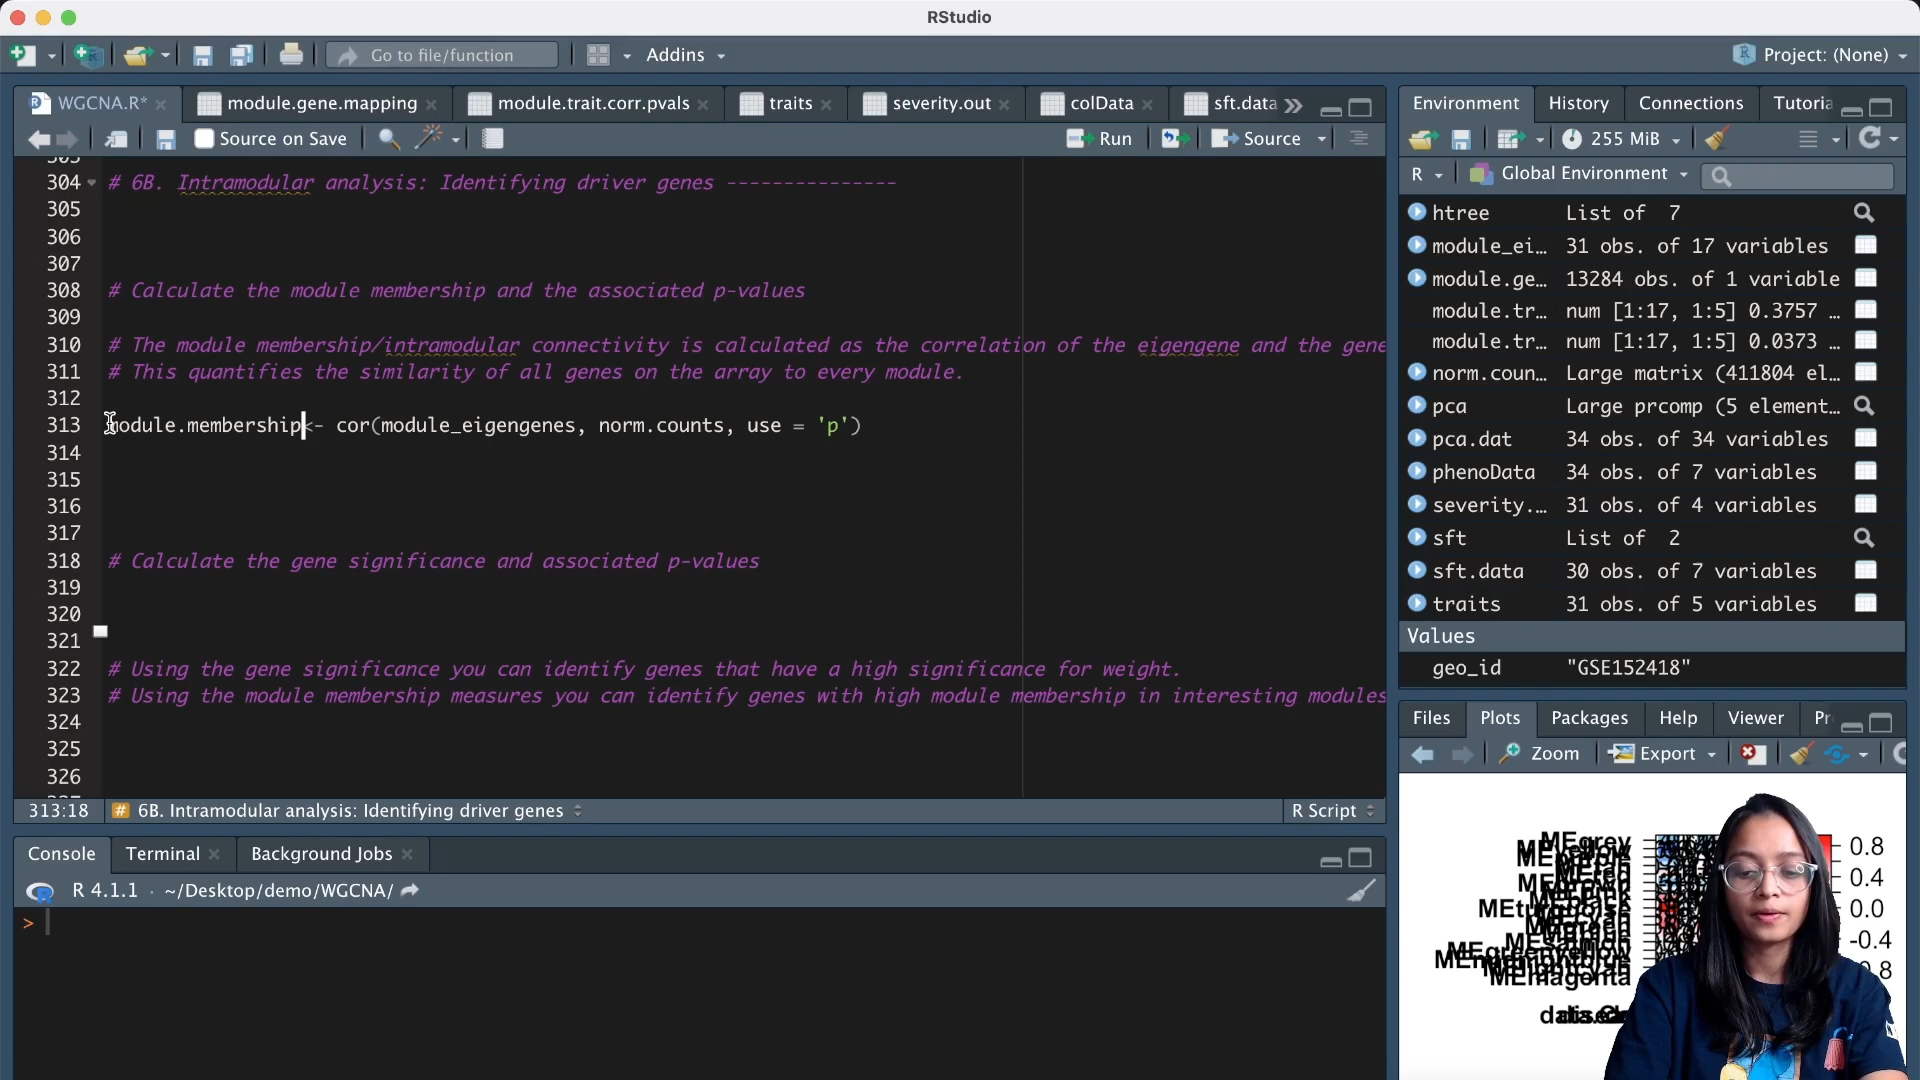 RStudio
Go to file/function
Addins
Project: (None)
WGCNA.R*
module.gene.mapping
module.trait.corr.pvals
traits
severity.out
colData
sft.data
Source on Save
Run
Source
304 # 6B. Intramodular analysis: Identifying driver genes ---------------
305
306
307
308 # Calculate the module membership and the associated p-values
309
310 # The module membership/intramodular connectivity is calculated as the correlation of the eigengene and the gene
311 # This quantifies the similarity of all genes on the array to every module.
312
313 module.membership<- cor(module_eigengenes, norm.counts, use = 'p')
314
315
316
317
318 # Calculate the gene significance and associated p-values
319
320
321
322 # Using the gene significance you can identify genes that have a high significance for weight.
323 # Using the module membership measures you can identify genes with high module membership in interesting modules
324
325
326
313:18
# 6B. Intramodular analysis: Identifying driver genes
R Script
Console
Terminal
Background Jobs
R 4.1.1 · ~/Desktop/demo/WGCNA/
>
Environment
History
Connections
Tutoria
255 MiB
R
Global Environment
htree List of 7
module_ei… 31 obs. of 17 variables
module.ge… 13284 obs. of 1 variable
module.tr… num [1:17, 1:5] 0.3757 …
module.tr… num [1:17, 1:5] 0.0373 …
norm.coun… Large matrix (411804 el…
pca Large prcomp (5 element…
pca.dat 34 obs. of 34 variables
phenoData 34 obs. of 7 variables
severity.… 31 obs. of 4 variables
sft List of 2
sft.data 30 obs. of 7 variables
traits 31 obs. of 5 variables
Values
geo_id "GSE152418"
Files
Plots
Packages
Help
Viewer
Pr
Zoom
Export
MEgrey
MEmagenta
0.8
0.4
0.0
-0.4